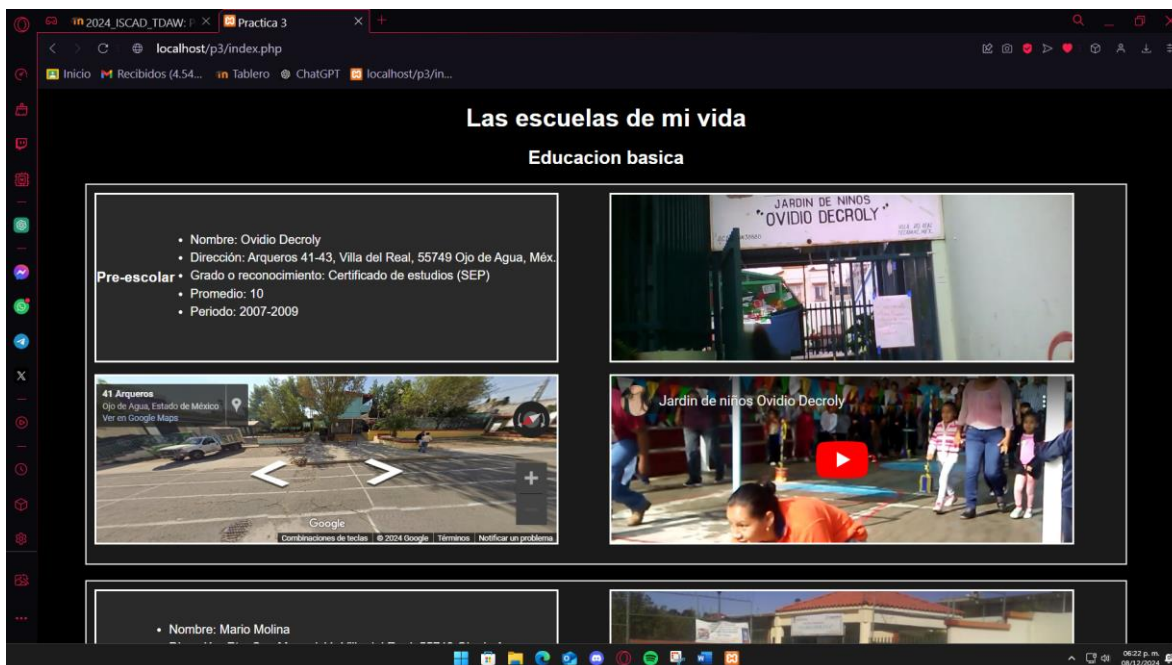 2024_ISCAD_TDAW: P
Practica 3
localhost/p3/index.php
Inicio
Recibidos (4.54...
Tablero
ChatGPT
localhost/p3/in...
Las escuelas de mi vida
Educacion basica
Pre-escolar
Nombre: Ovidio Decroly
Dirección: Arqueros 41-43, Villa del Real, 55749 Ojo de Agua, Méx.
Grado o reconocimiento: Certificado de estudios (SEP)
Promedio: 10
Periodo: 2007-2009
JARDIN DE NIÑOS
"OVIDIO DECROLY"
41 Arqueros
Ojo de Agua, Estado de México
Ver en Google Maps
Google
Combinaciones de teclas
© 2024 Google
Términos
Notificar un problema
Jardin de niños Ovidio Decroly
Nombre: Mario Molina
06:22 p. m.
08/12/2024